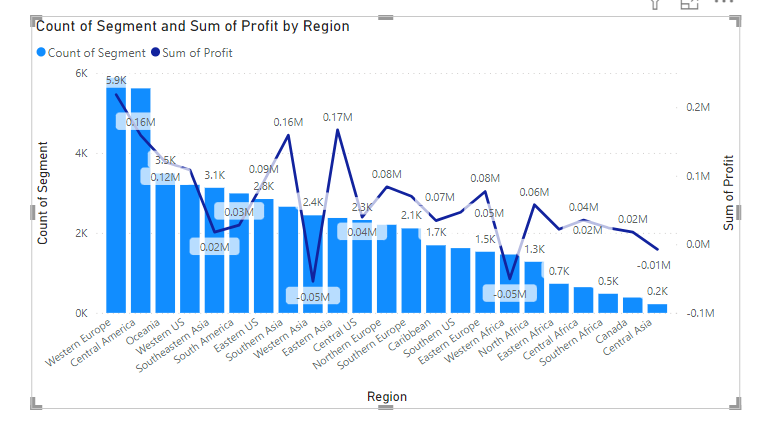 Count of Segment and Sum of Profit by Region
Count of Segment Sum of Profit
6K
4K
2K
0K
Count of Segment
0.2M
0.1M
0.0M
-0.1M
Sum of Profit
5.9K
3.5K
3.1K
2.8K
2.4K
2.3K
2.1K
1.7K
1.5K
1.3K
0.7K
0.5K
0.2K
0.16M
0.12M
0.02M
0.03M
0.09M
0.16M
-0.05M
0.17M
0.04M
0.08M
0.07M
0.05M
0.08M
-0.05M
0.06M
0.02M
0.04M
0.02M
-0.01M
Western Europe
Central America
Oceania
Western US
Southeastern Asia
South America
Eastern US
Southern Asia
Western Asia
Eastern Asia
Central US
Northern Europe
Southern Europe
Caribbean
Southern US
Eastern Europe
Western Africa
North Africa
Eastern Africa
Central Africa
Southern Africa
Canada
Central Asia
Region